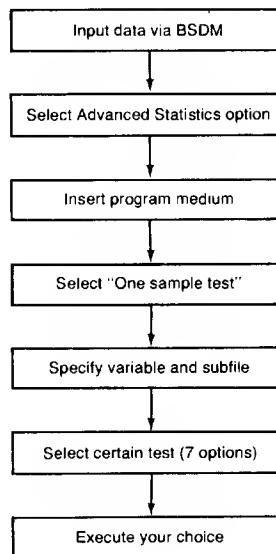 Input data via BSDM
Select Advanced Statistics option
Insert program medium
Select "One sample test"
Specify variable and subfile
Select certain test (7 options)
Execute your choice